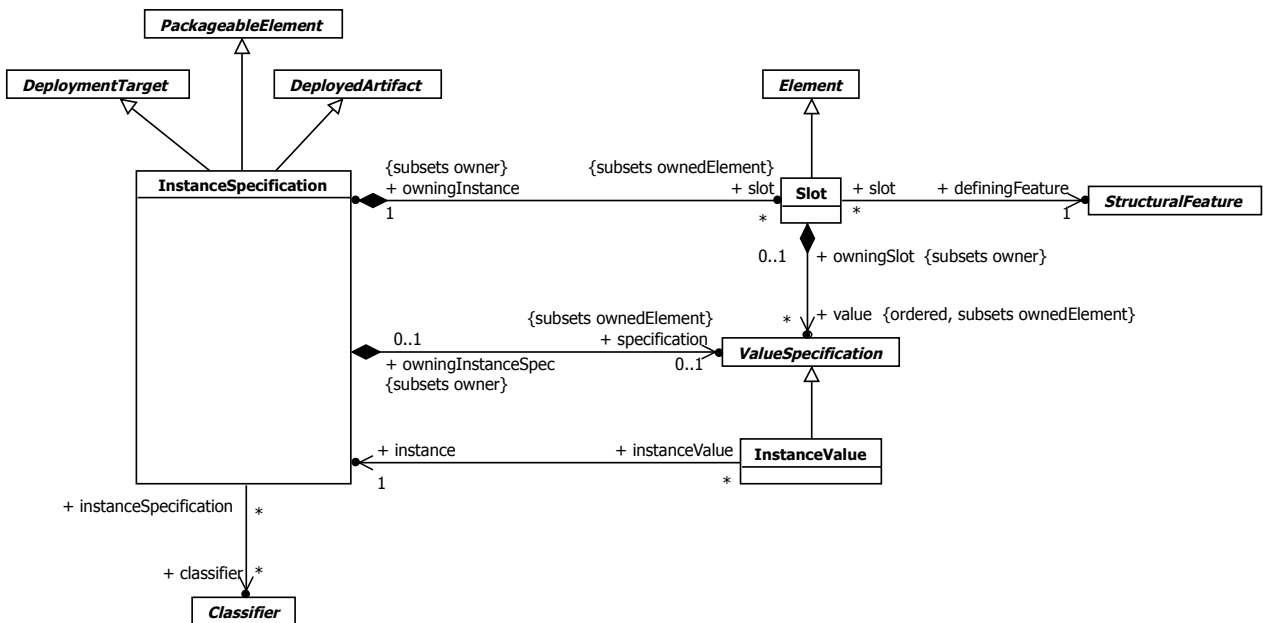 PackageableElement
DeploymentTarget
DeployedArtifact
Element
{subsets owner}
{subsets ownedElement}
InstanceSpecification
+ owningInstance
+ slot
Slot
+ slot
+ definingFeature
StructuralFeature
1
*
*
1
0..1
+ owningSlot {subsets owner}
{subsets ownedElement}
* + value {ordered, subsets ownedElement}
0..1
+ specification
ValueSpecification
+ owningInstanceSpec
0..1
{subsets owner}
+ instance
+ instanceValue
InstanceValue
1
*
+ instanceSpecification *
+ classifier *
Classifier